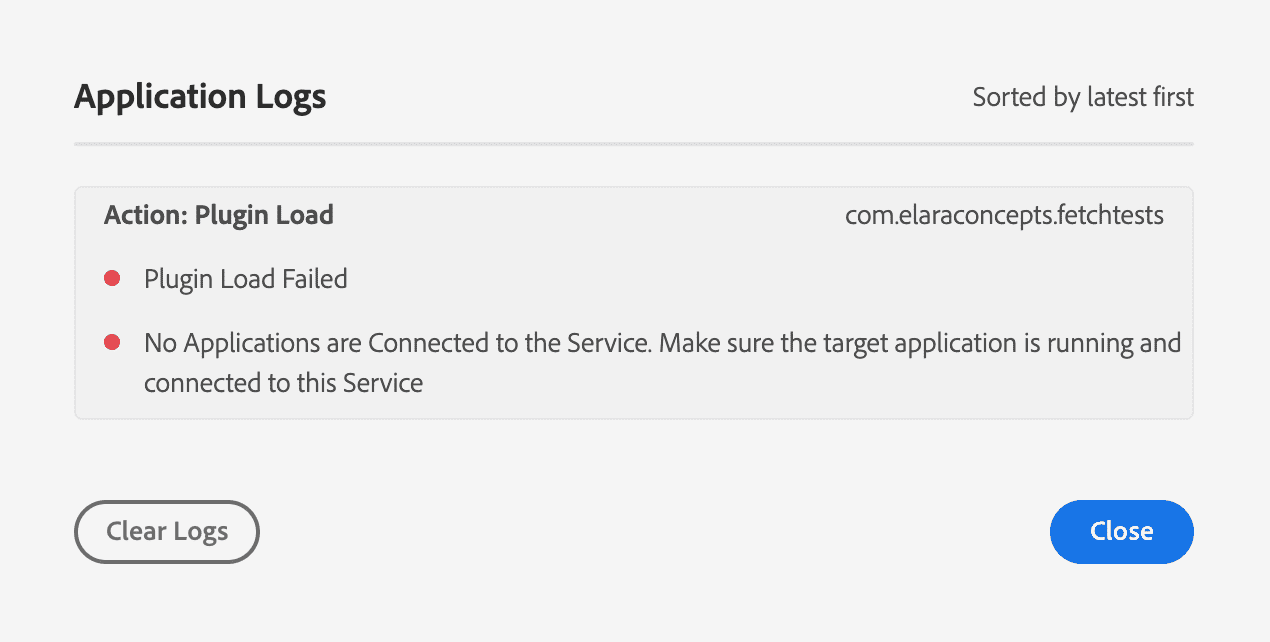 Application Logs
Sorted by latest first
Action: Plugin Load
com.elaraconcepts.fetchtests
Plugin Load Failed
No Applications are Connected to the Service. Make sure the target application is running and
connected to this Service
Clear Logs
Close